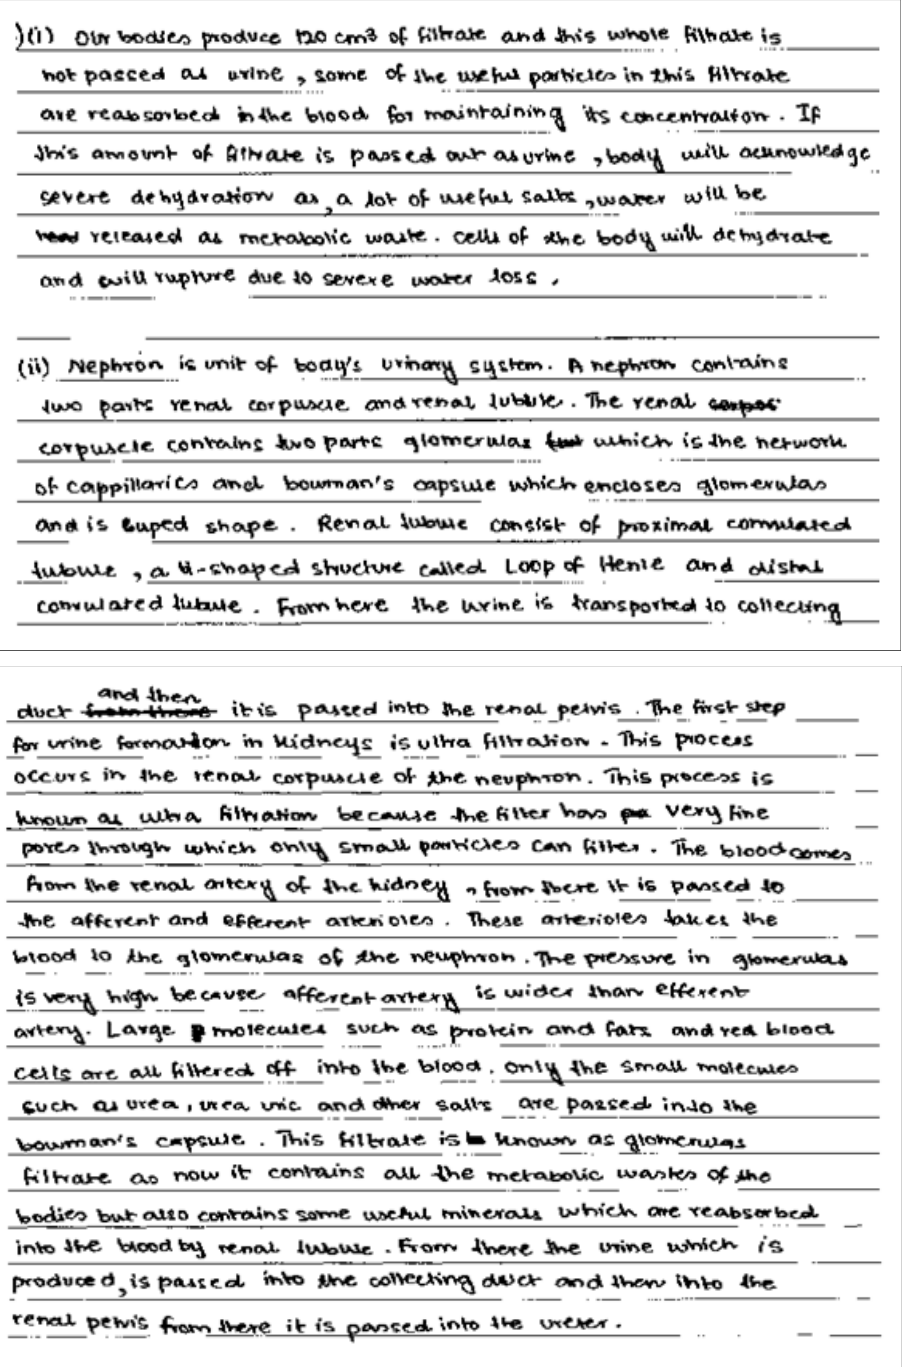 )(i) Our bodies produce 120 cm3 of filtrate and this whole filtrate is
not passed as urine, some of the useful particles in this filtrate
are reabsorbed in the blood for maintaining its concentration. If
this amount of filtrate is passed out as urine, body will acknowledge
severe dehydration as, a lot of useful salts, water will be
released as metabolic waste. cells of the body will dehydrate
and will rupture due to severe water loss.
(ii) Nephron is unit of body's urinary system. A nephron contains
two parts renal corpuscle and renal tubule. The renal
corpuscle contains two parts glomerulas which is the network
of cappillaries and bowman's capsule which encloses glomerulas
and is cuped shape. Renal tubule consist of proximal convulated
tubule, a U-shaped structure called Loop of Henle and distal
convulated tubule. From here the urine is transported to collecting
duct and then it is passed into the renal pelvis. The first step
for urine formation in kidneys is ultra filtration. This process
occurs in the renal corpuscle of the neuphron. This process is
known as ultra filtration because the filter has very fine
pores through which only small particles can filter. The blood comes
from the renal artery of the kidney, from there it is passed to
the afferent and efferent arterioles. These arterioles takes the
blood to the glomerulas of the neuphron. The pressure in glomerulas
is very high because afferent artery is wider than efferent
artery. Large molecules such as protein and fats and red blood
cells are all filtered off into the blood. only the small molecules
such as urea, urea uric and other salts are passed into the
bowman's capsule. This filtrate is known as glomerulas
filtrate as now it contains all the metabolic wastes of the
bodies but also contains some useful minerals which are reabsorbed
into the blood by renal tubule. From there the urine which is
produced, is passed into the collecting duct and then into the
renal pelvis from there it is passed into the ureter.